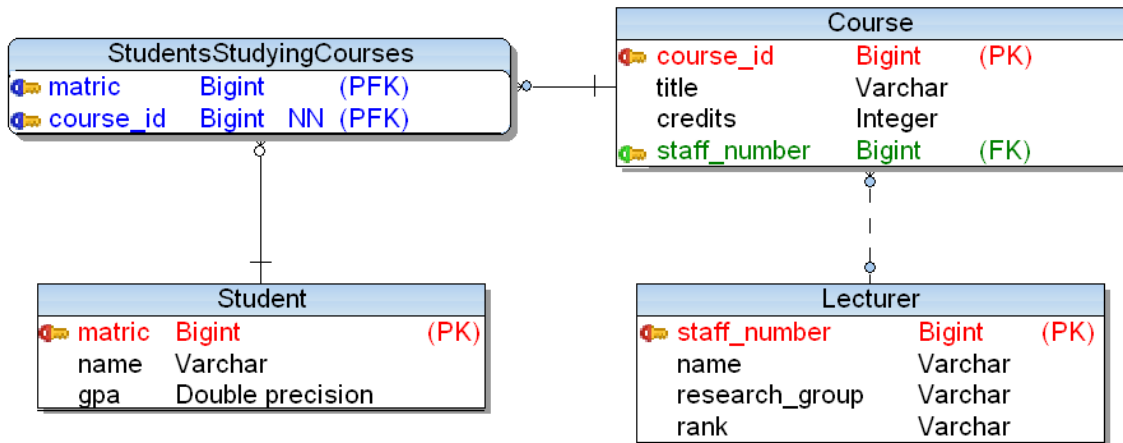 StudentsStudyingCourses
matric Bigint (PFK)
course_id Bigint NN (PFK)
Course
course_id Bigint (PK)
title Varchar
credits Integer
staff_number Bigint (FK)
Student
matric Bigint (PK)
name Varchar
gpa Double precision
Lecturer
staff_number Bigint (PK)
name Varchar
research_group Varchar
rank Varchar